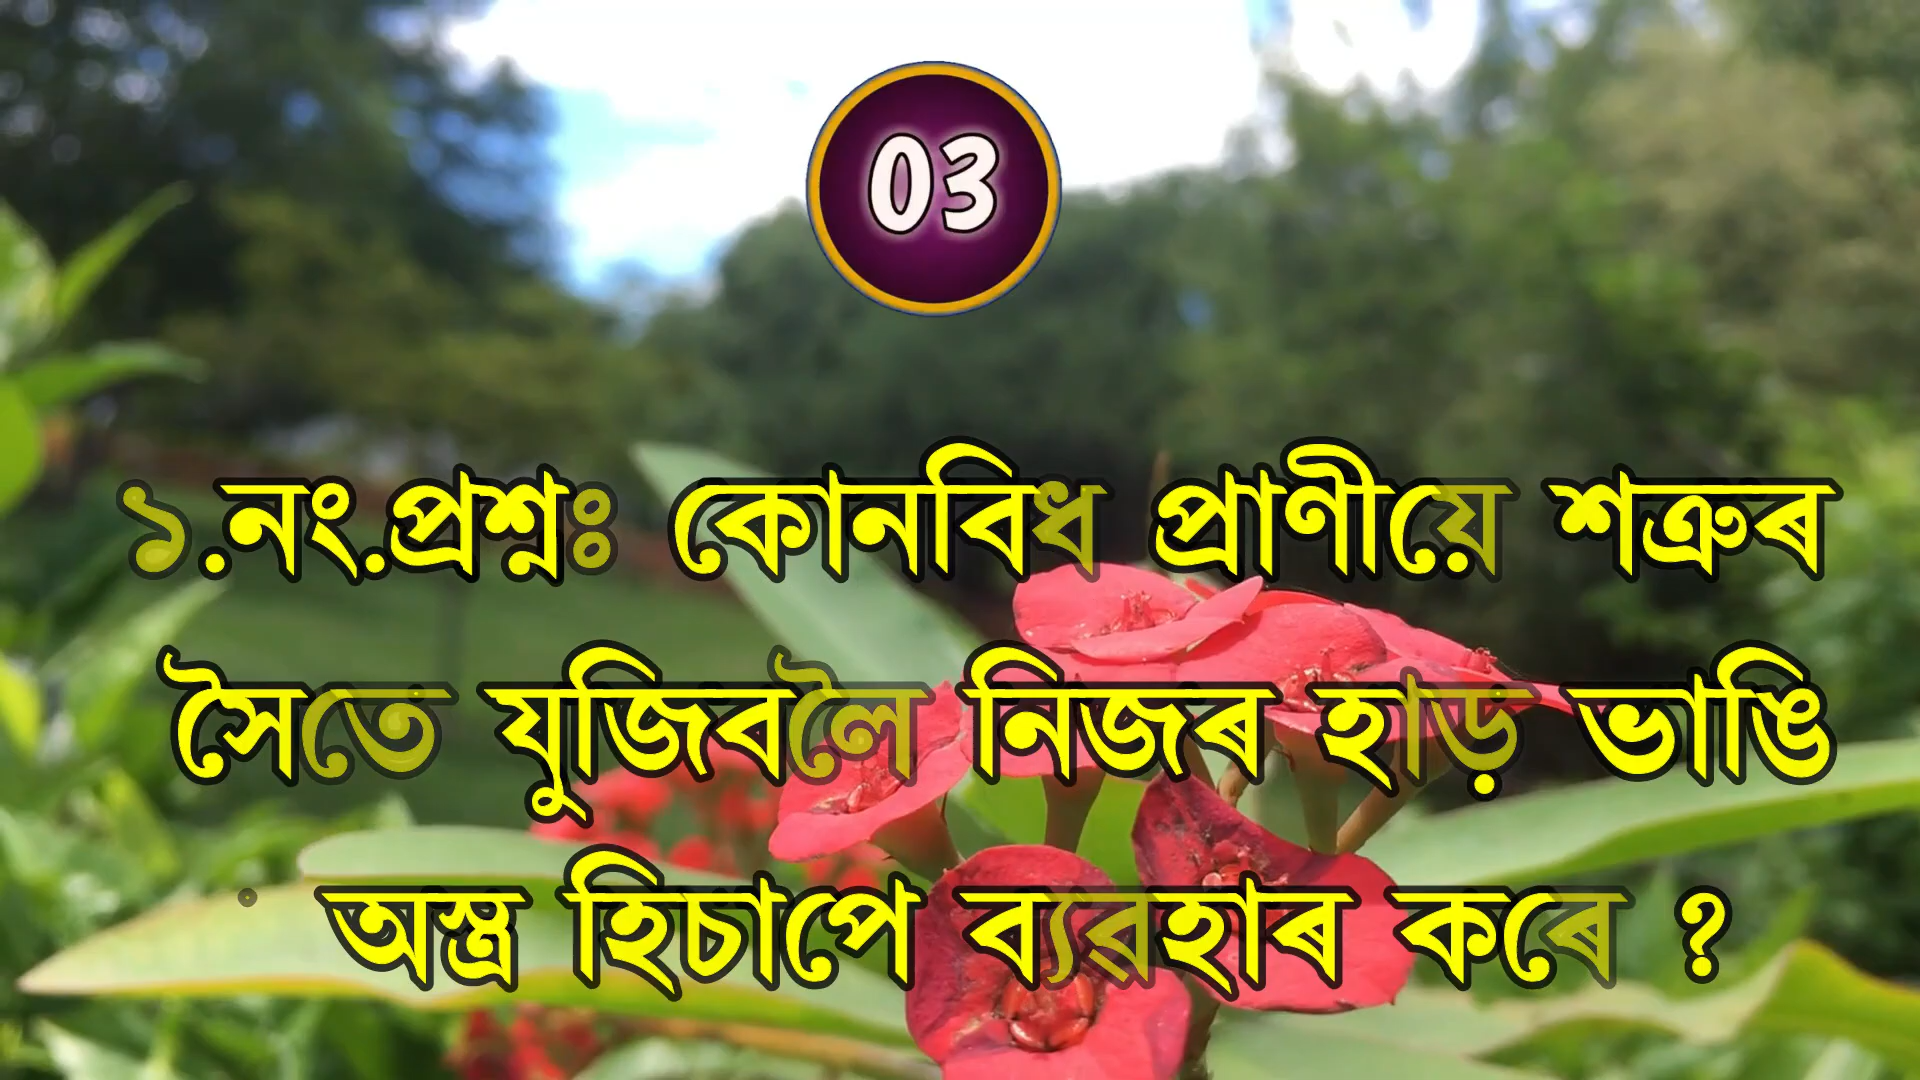 03
১.নং.প্ৰশ্নঃ কোনবিধ প্ৰাণীয়ে শত্ৰুৰ
সৈতে যুজিবলৈ নিজৰ হাড় ভাঙি
অস্ত্ৰ হিচাপে ব্যৱহাৰ কৰে ?